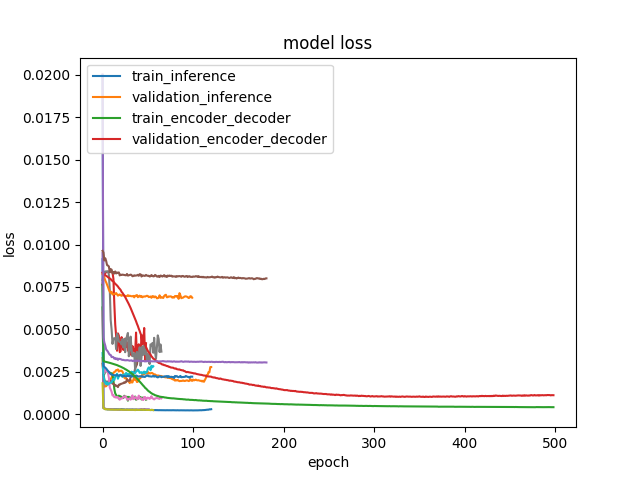 model loss
train_inference
validation_inference
train_encoder_decoder
validation_encoder_decoder
0.0200
0.0175
0.0150
0.0125
0.0100
0.0075
0.0050
0.0025
0.0000
loss
0 100 200 300 400 500
epoch